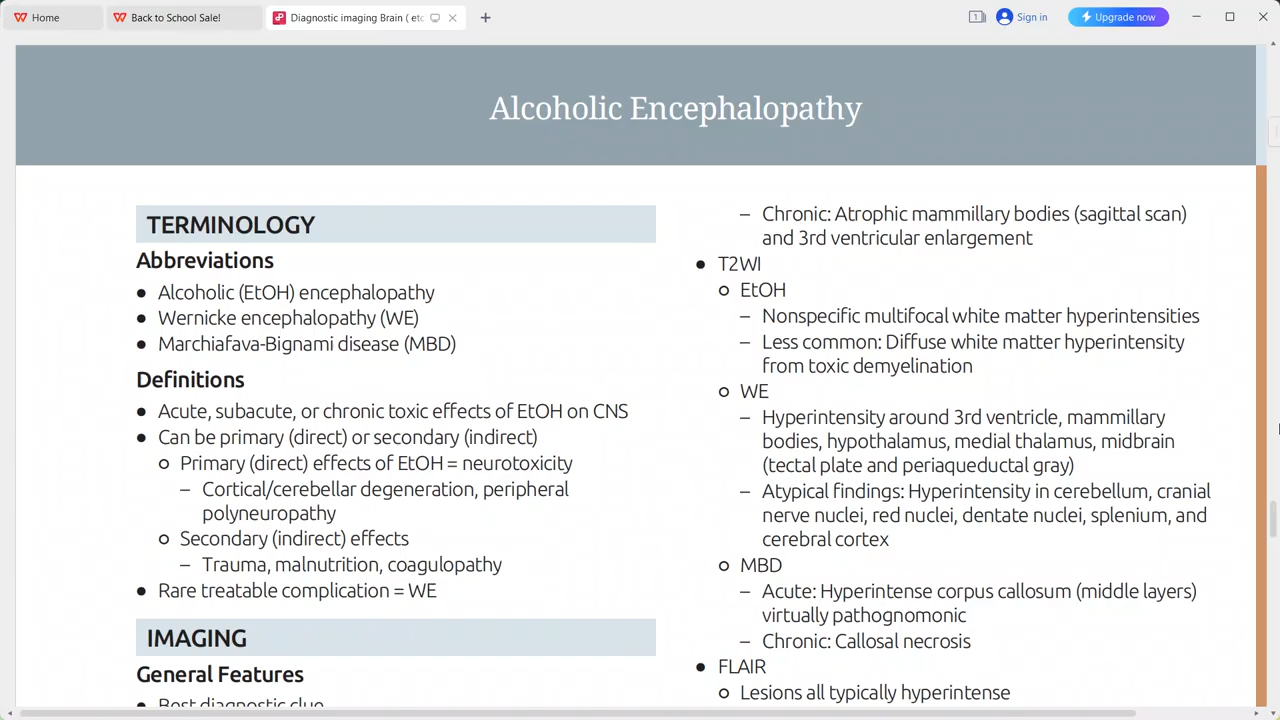 Home
Back to School Sale!
Diagnostic imaging Brain ( etc
1
Sign in
Upgrade now
Alcoholic Encephalopathy
TERMINOLOGY
Abbreviations
● Alcoholic (EtOH) encephalopathy
● Wernicke encephalopathy (WE)
● Marchiafava-Bignami disease (MBD)
Definitions
● Acute, subacute, or chronic toxic effects of EtOH on CNS
● Can be primary (direct) or secondary (indirect)
○ Primary (direct) effects of EtOH = neurotoxicity
– Cortical/cerebellar degeneration, peripheral
polyneuropathy
○ Secondary (indirect) effects
– Trauma, malnutrition, coagulopathy
● Rare treatable complication = WE
IMAGING
General Features
● Best diagnostic clue
– Chronic: Atrophic mammillary bodies (sagittal scan)
and 3rd ventricular enlargement
● T2WI
○ EtOH
– Nonspecific multifocal white matter hyperintensities
– Less common: Diffuse white matter hyperintensity
from toxic demyelination
○ WE
– Hyperintensity around 3rd ventricle, mammillary
bodies, hypothalamus, medial thalamus, midbrain
(tectal plate and periaqueductal gray)
– Atypical findings: Hyperintensity in cerebellum, cranial
nerve nuclei, red nuclei, dentate nuclei, splenium, and
cerebral cortex
○ MBD
– Acute: Hyperintense corpus callosum (middle layers)
virtually pathognomonic
– Chronic: Callosal necrosis
● FLAIR
○ Lesions all typically hyperintense